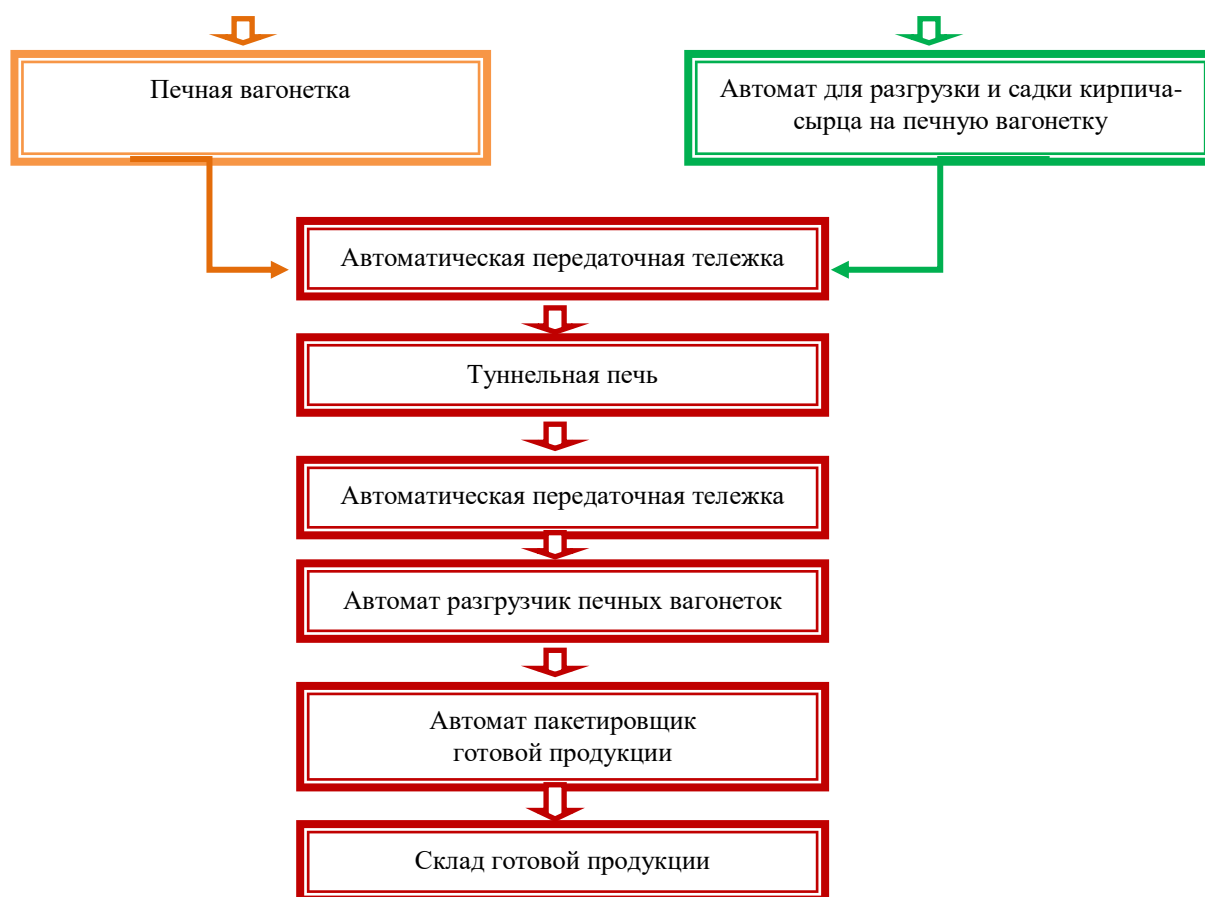 Печная вагонетка
Автомат для разгрузки и садки кирпича-
сырца на печную вагонетку
Автоматическая передаточная тележка
Туннельная печь
Автоматическая передаточная тележка
Автомат разгрузчик печных вагонеток
Автомат пакетировщик
готовой продукции
Склад готовой продукции